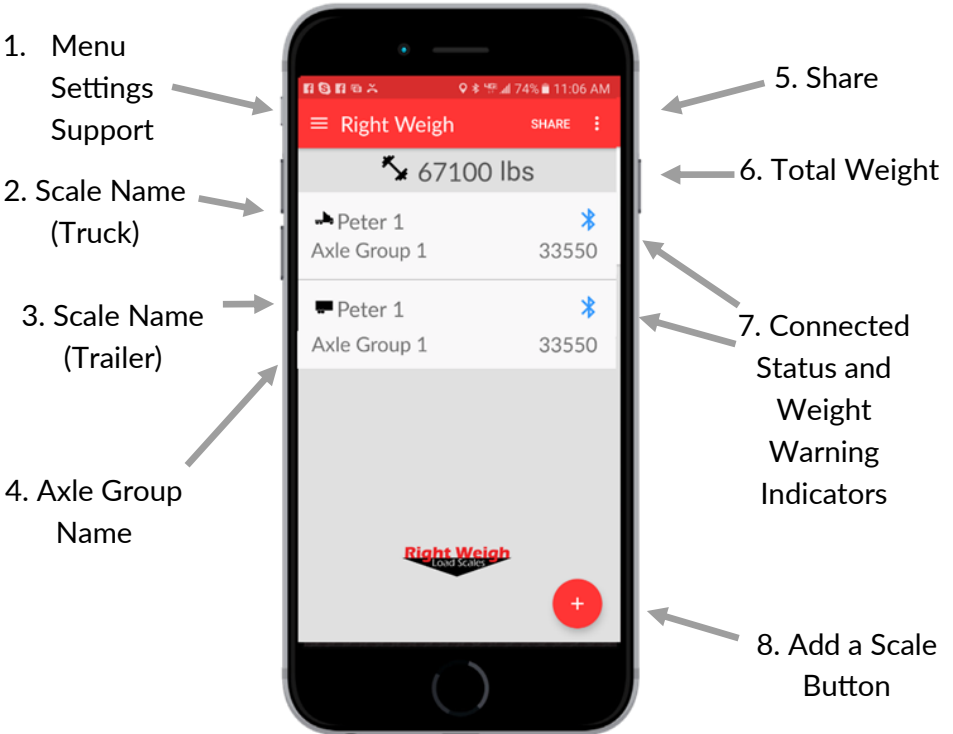 1. Menu
Settings
Support
2. Scale Name
(Truck)
3. Scale Name
(Trailer)
4. Axle Group
Name
74% 11:06 AM
Right Weigh SHARE
67100 lbs
Peter 1
Axle Group 1 33550
Peter 1
Axle Group 1 33550
Right Weigh
Load Scales
+
5. Share
6. Total Weight
7. Connected
Status and
Weight
Warning
Indicators
8. Add a Scale
Button